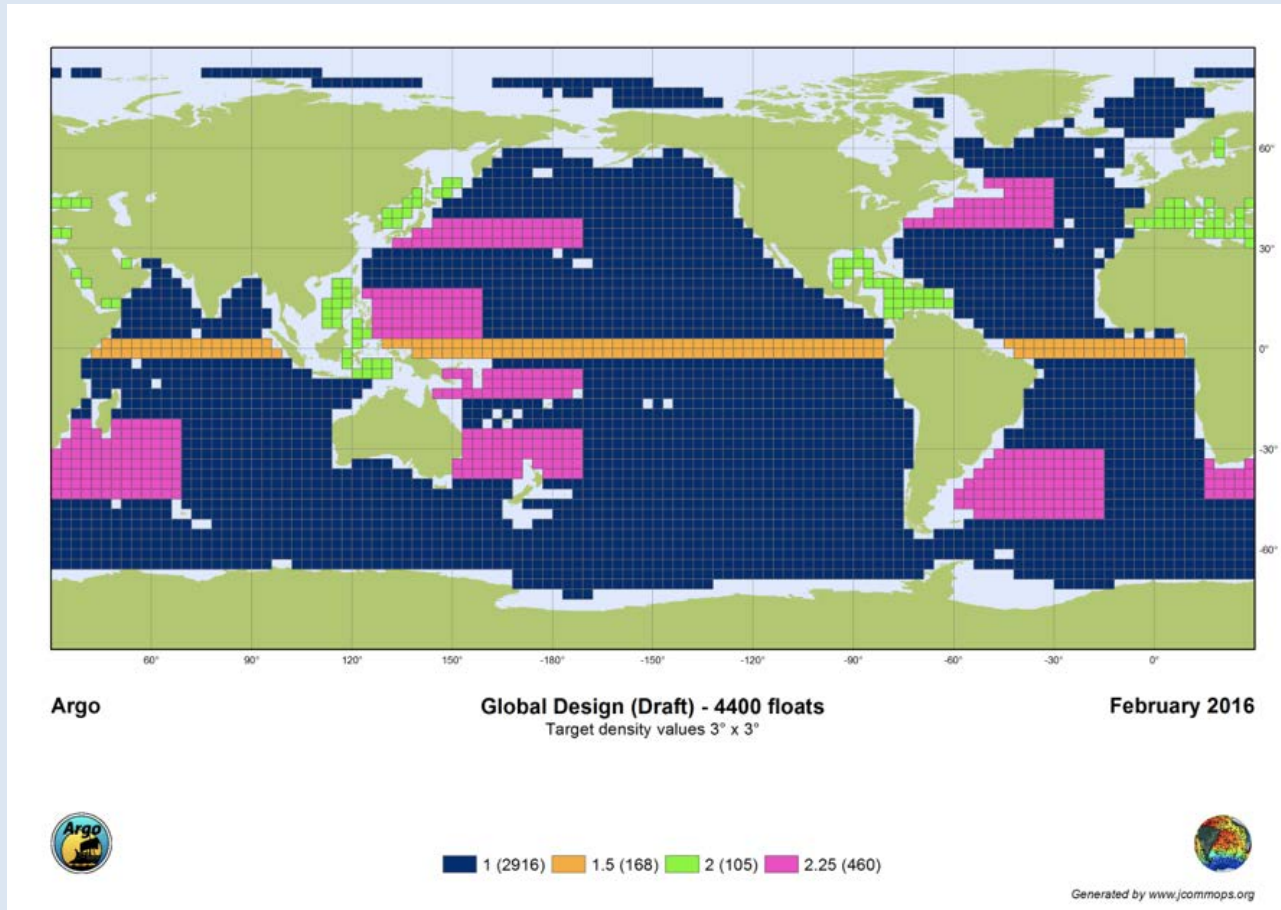 60°
30°
0°
-30°
-60°
60° 90° 120° 150° -180° -150° -120° -90° -60° -30° 0°
Argo Global Design (Draft) - 4400 floats February 2016
Target density values 3° x 3°
Argo
1 (2916) 1.5 (168) 2 (105) 2.25 (460)
Generated by www.jcommops.org